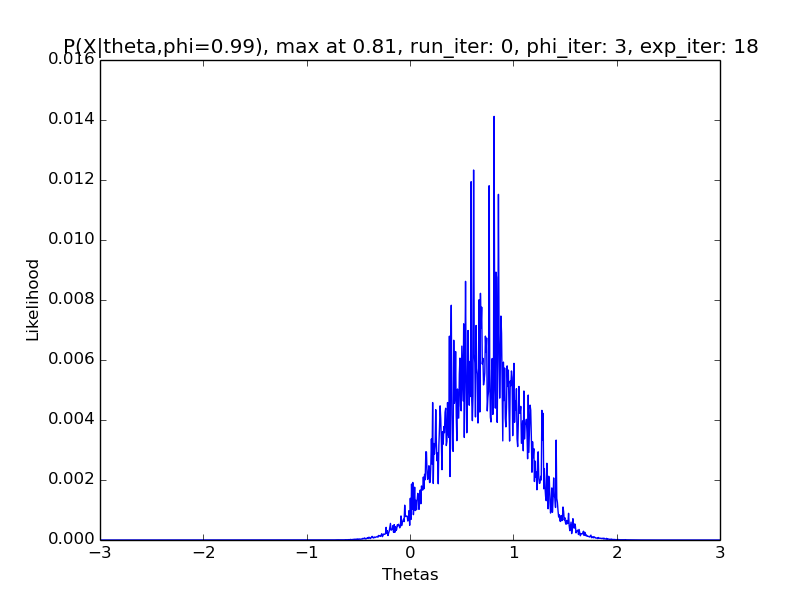 P(X|theta,phi=0.99), max at 0.81, run_iter: 0, phi_iter: 3, exp_iter: 18
0.016
0.014
0.012
0.010
0.008
0.006
0.004
0.002
0.000
Likelihood
−3 −2 −1 0 1 2 3
Thetas